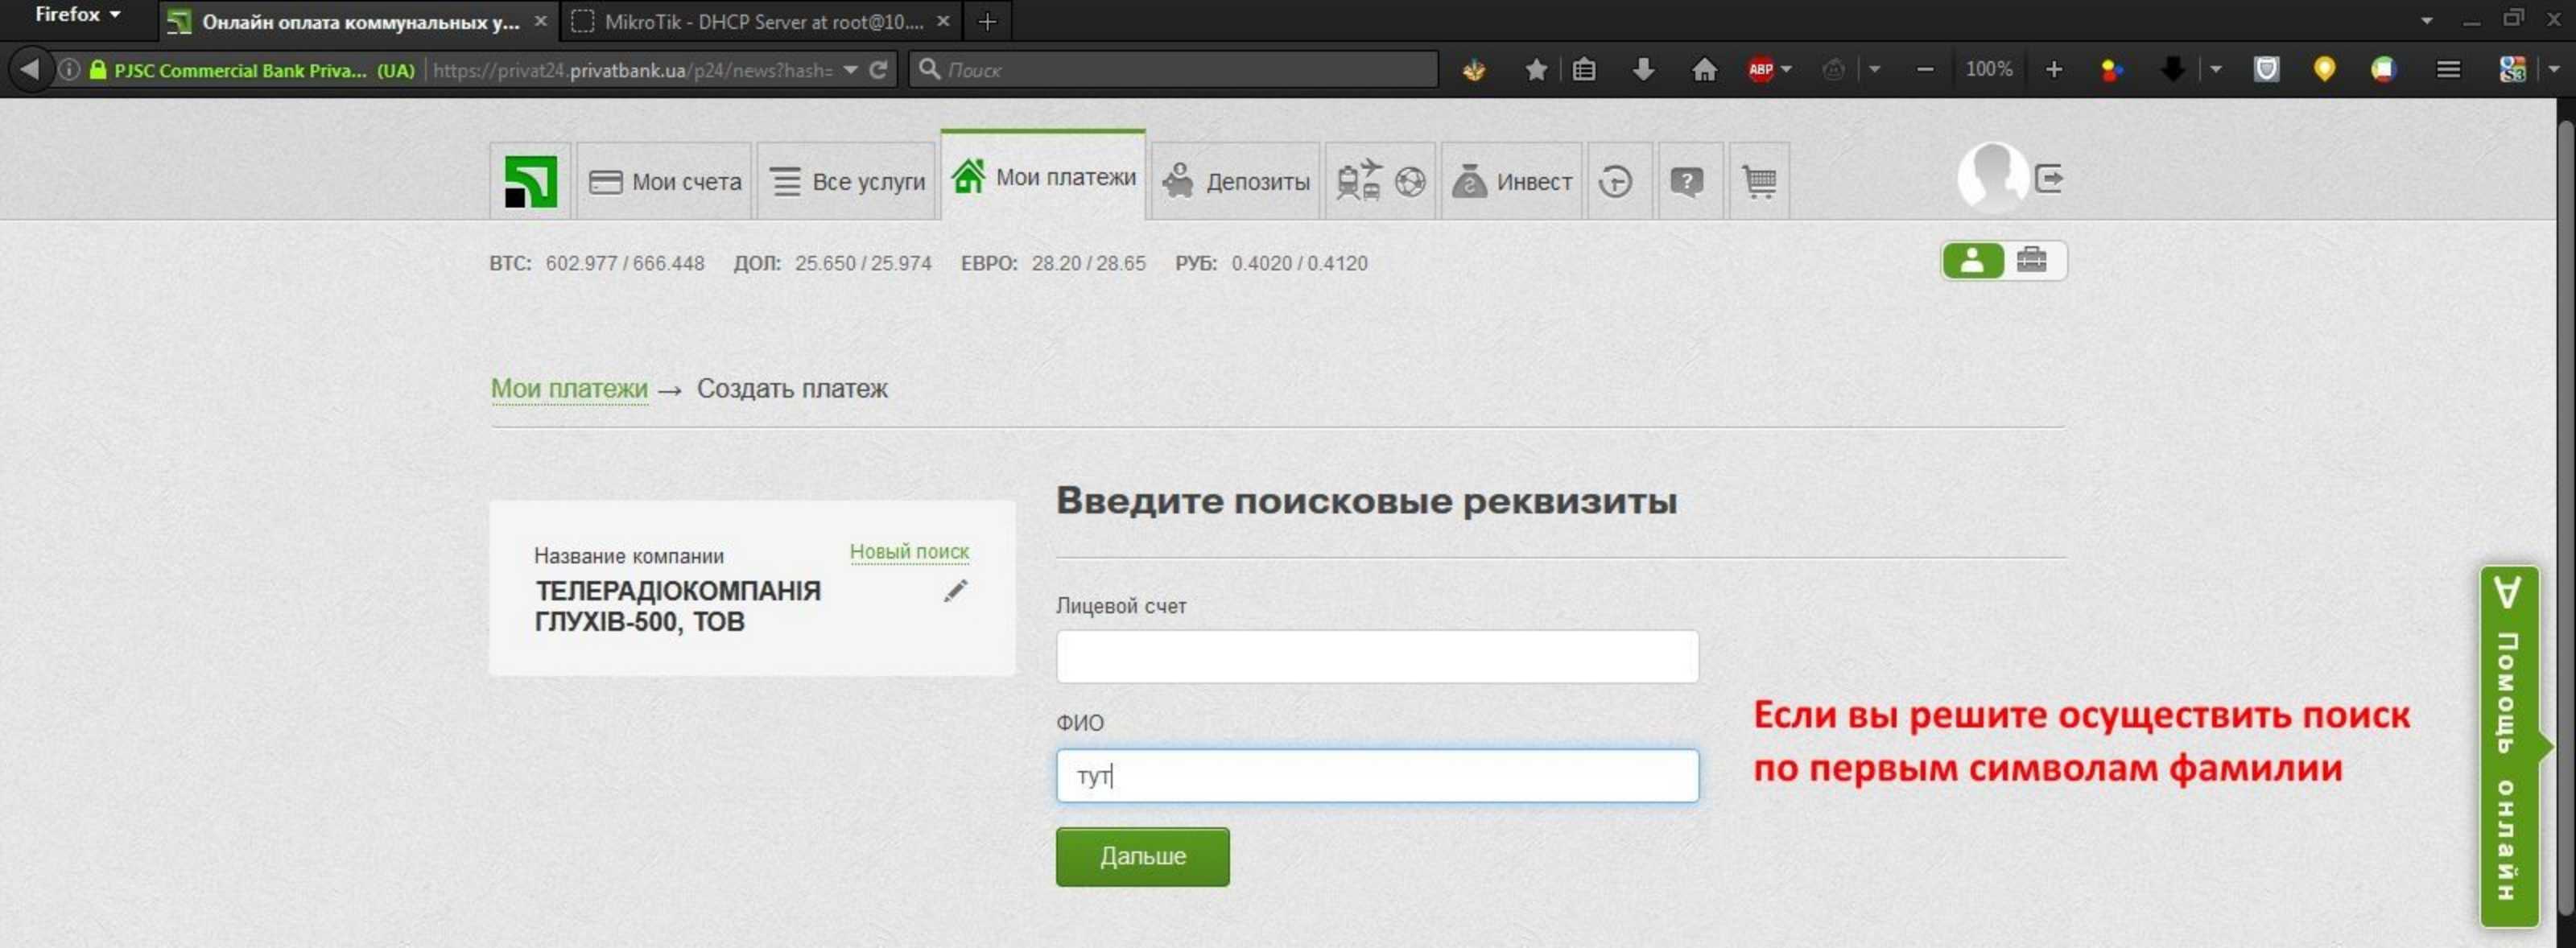 Firefox
Онлайн оплата коммунальных у...
MikroTik - DHCP Server at root@10....
PJSC Commercial Bank Priva... (UA)
https://privat24.privatbank.ua/p24/news?hash=
Поиск
ABP
100%
Мои счета
Все услуги
Мои платежи
Депозиты
Инвест
BTC: 602.977 / 666.448 ДОЛ: 25.650 / 25.974 ЕВРО: 28.20 / 28.65 РУБ: 0.4020 / 0.4120
Мои платежи → Создать платеж
Название компании
Новый поиск
ТЕЛЕРАДІОКОМПАНІЯ
ГЛУХІВ-500, ТОВ
Введите поисковые реквизиты
Лицевой счет
ФИО
тут
Дальше
Если вы решите осуществить поиск
по первым символам фамилии
Помощь онлайн